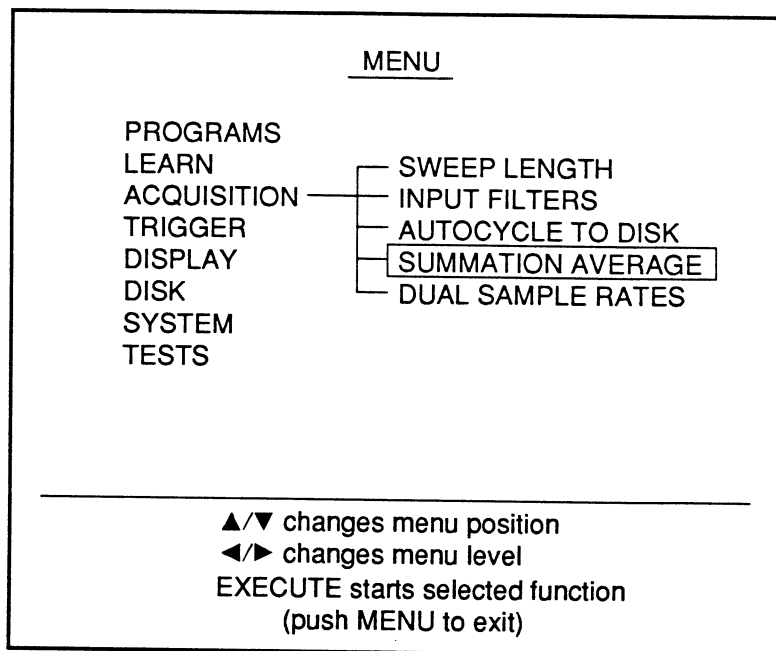 MENU
PROGRAMS
LEARN
SWEEP LENGTH
ACQUISITION
INPUT FILTERS
TRIGGER
AUTOCYCLE TO DISK
DISPLAY
SUMMATION AVERAGE
DISK
DUAL SAMPLE RATES
SYSTEM
TESTS
▲/▼ changes menu position
◄/► changes menu level
EXECUTE starts selected function
(push MENU to exit)